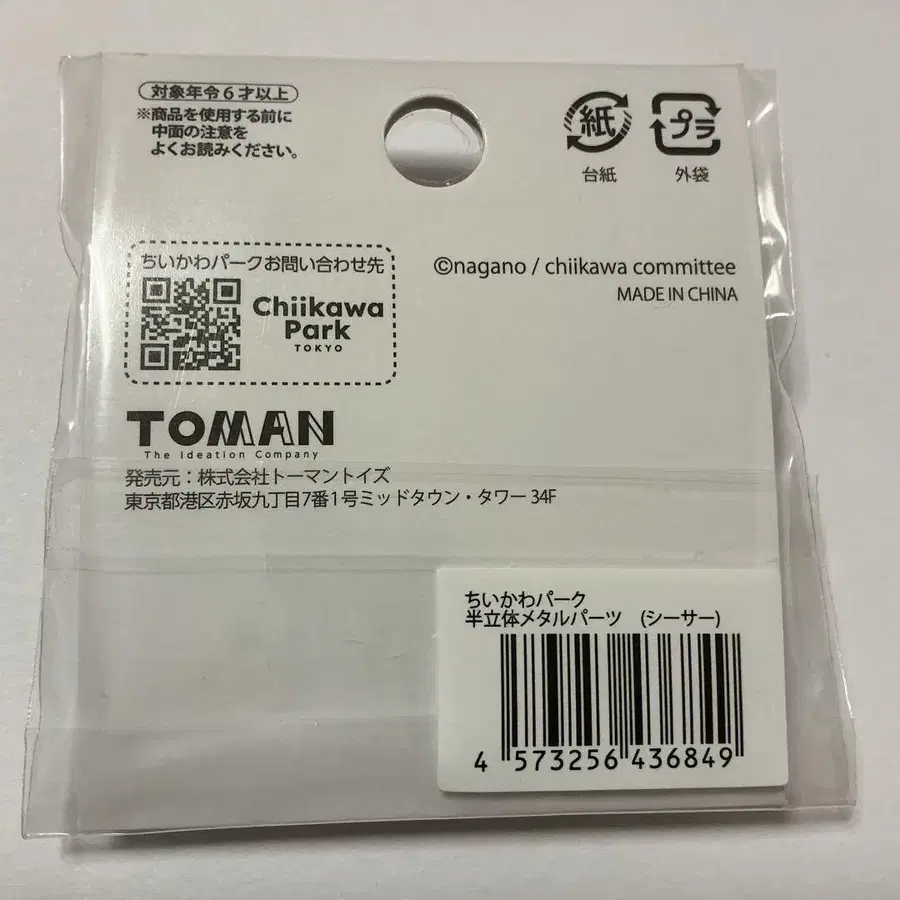 対象年令6才以上
※商品を使用する前に
中面の注意を
よくお読みください。
紙
台紙
プラ
外袋
ちいかわパークお問い合わせ先
Chiikawa
Park
TOKYO
©nagano / chiikawa committee
MADE IN CHINA
TOMAN
The Ideation Company
発売元：株式会社トーマントイズ
東京都港区赤坂九丁目7番1号ミッドタウン・タワー 34F
ちいかわパーク
半立体メタルパーツ (シーサー)
4 573256 436849